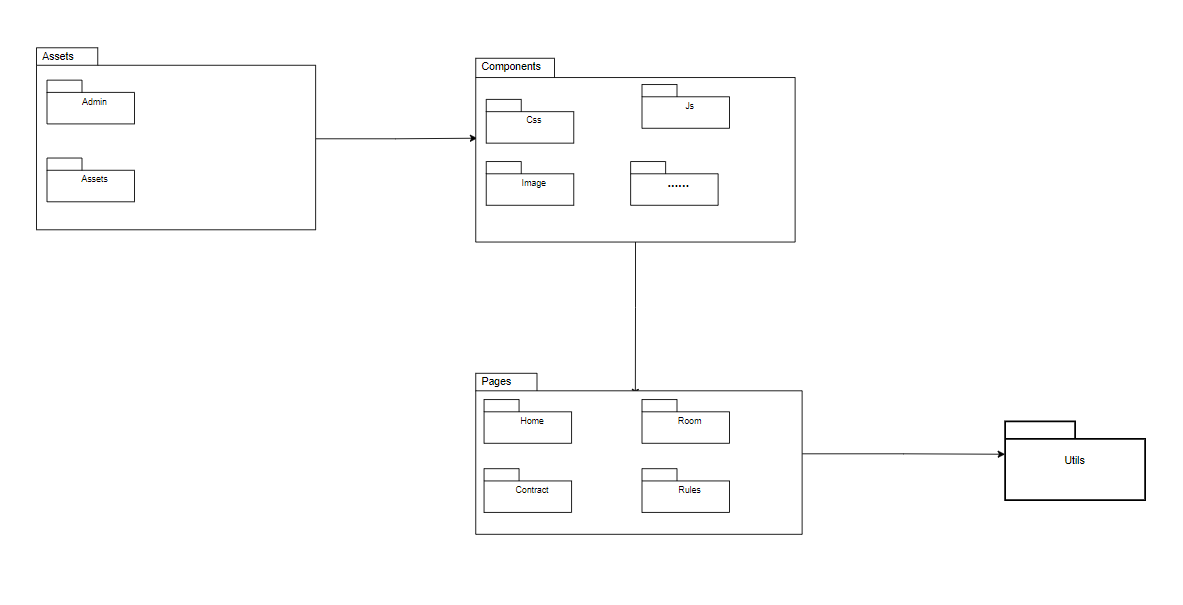 Assets
Admin
Assets
Components
Css
Js
Image
......
Pages
Home
Room
Contract
Rules
Utils